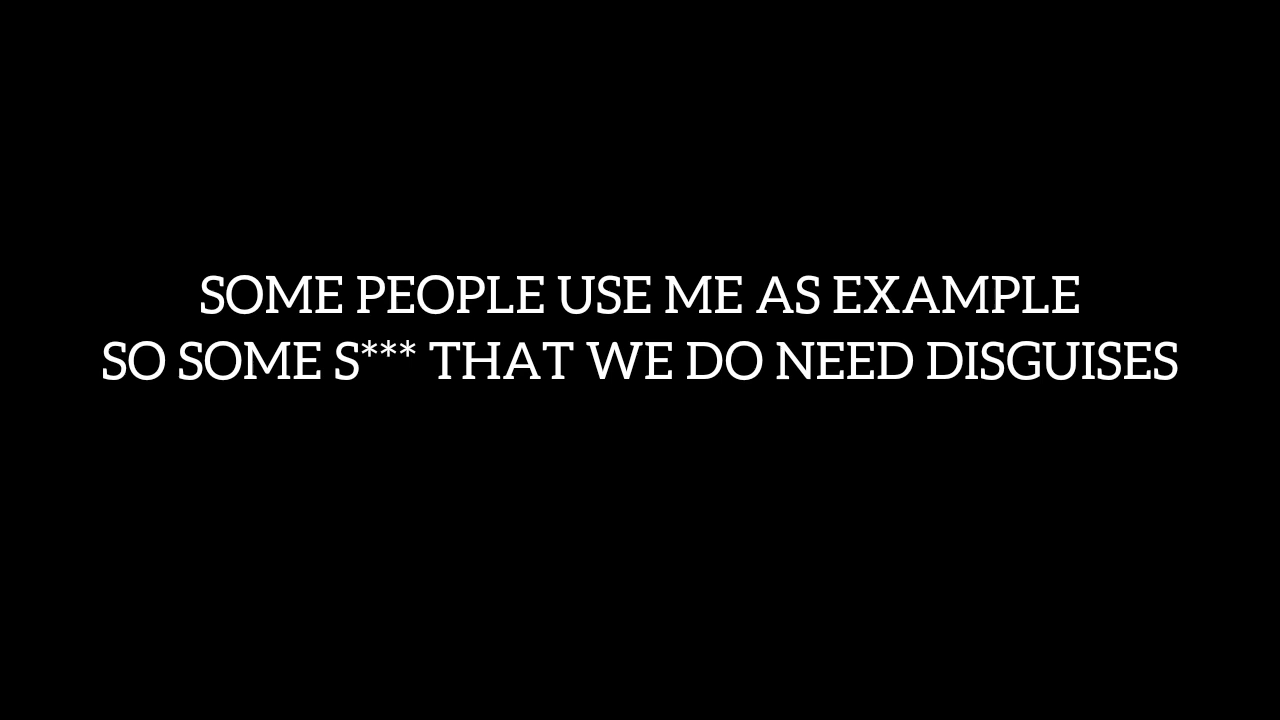 SOME PEOPLE USE ME AS EXAMPLE
SO SOME S*** THAT WE DO NEED DISGUISES